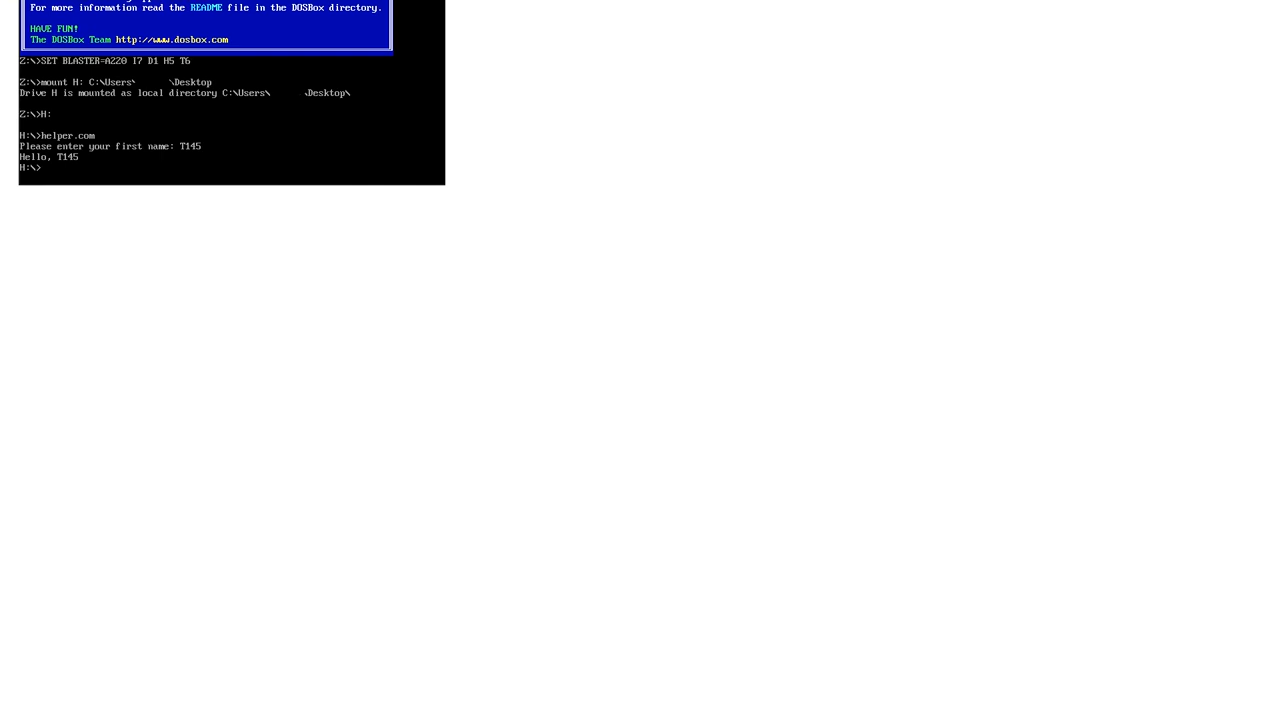 For more information read the README file in the DOSBox directory.
HAVE FUN!
The DOSBox Team http://www.dosbox.com
Z:\>SET BLASTER=A220 I7 D1 H5 T6
Z:\>mount H: C:\Users\ \Desktop
Drive H is mounted as local directory C:\Users\ \Desktop\
Z:\>H:
H:\>helper.com
Please enter your first name: T145
Hello, T145
H:\>